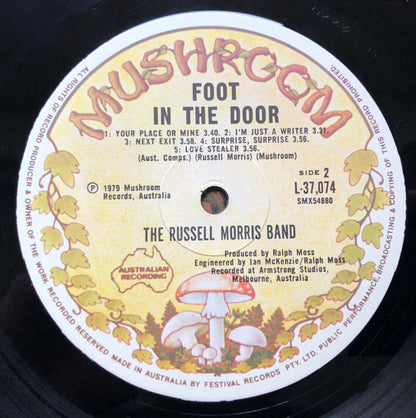 MUSHROOM
FOOT
IN THE DOOR
1: YOUR PLACE OR MINE 3.40. 2: I'M JUST A WRITER 3.31.
3: NEXT EXIT 3.58. 4: SURPRISE, SURPRISE 3.56.
5: LOVE STEALER 3.56.
(Aust. Comps.) (Russell Morris) (Mushroom)
SIDE 2
Ⓟ 1979 Mushroom
Records, Australia
L-37,074
SMX54880
THE RUSSELL MORRIS BAND
Produced by Ralph Moss
Engineered by Ian McKenzie/Ralph Moss
Recorded at Armstrong Studios,
Melbourne, Australia
AUSTRALIAN
RECORDING
ALL RIGHTS OF RECORD PRODUCER & OWNER OF THE WORK RECORDED RESERVED MADE IN AUSTRALIA BY FESTIVAL RECORDS PTY. LTD. PUBLIC PERFORMANCE, BROADCASTING & COPYING OF THIS RECORD PROHIBITED.